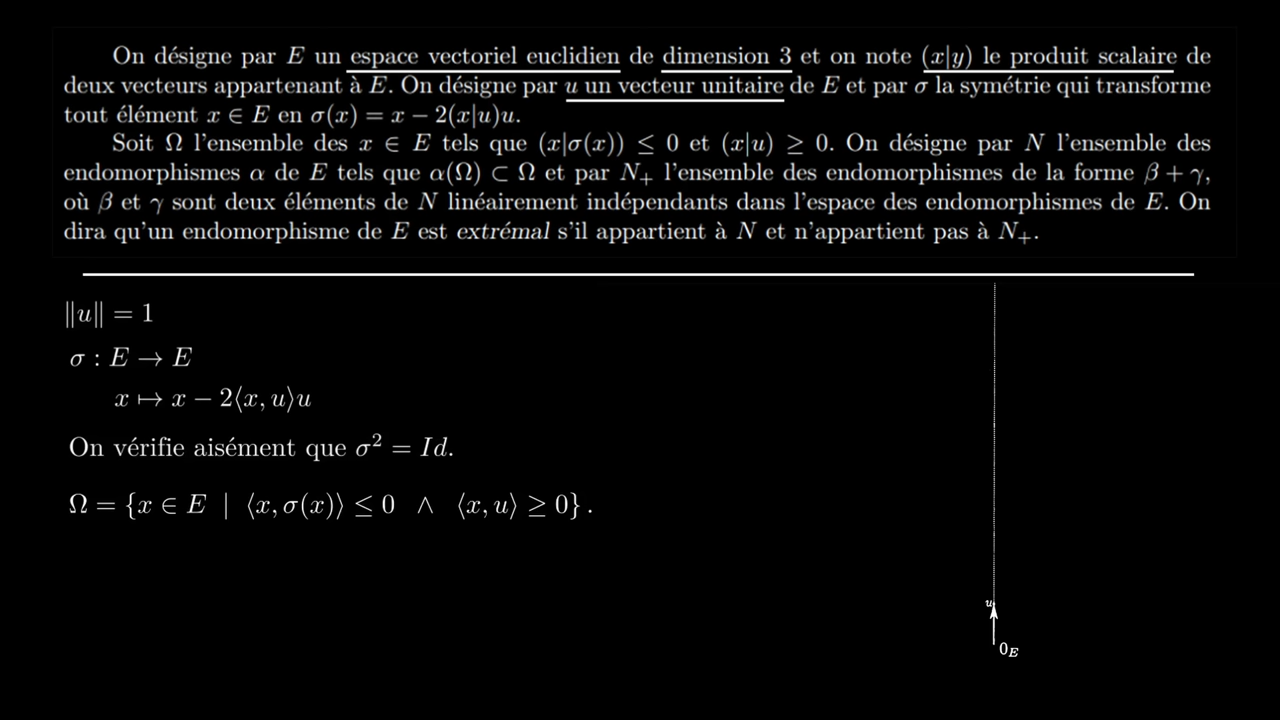 On désigne par E un espace vectoriel euclidien de dimension 3 et on note (x|y) le produit scalaire de
deux vecteurs appartenant à E. On désigne par u un vecteur unitaire de E et par σ la symétrie qui transforme
tout élément x ∈ E en σ(x) = x − 2(x|u)u.
Soit Ω l'ensemble des x ∈ E tels que (x|σ(x)) ≤ 0 et (x|u) ≥ 0. On désigne par N l'ensemble des
endomorphismes α de E tels que α(Ω) ⊂ Ω et par N₊ l'ensemble des endomorphismes de la forme β + γ,
où β et γ sont deux éléments de N linéairement indépendants dans l'espace des endomorphismes de E. On
dira qu'un endomorphisme de E est extrémal s'il appartient à N et n'appartient pas à N₊.
‖u‖ = 1
σ : E → E
x ↦ x − 2⟨x, u⟩u
On vérifie aisément que σ² = Id.
Ω = {x ∈ E | ⟨x, σ(x)⟩ ≤ 0 ∧ ⟨x, u⟩ ≥ 0} .
u
0_E